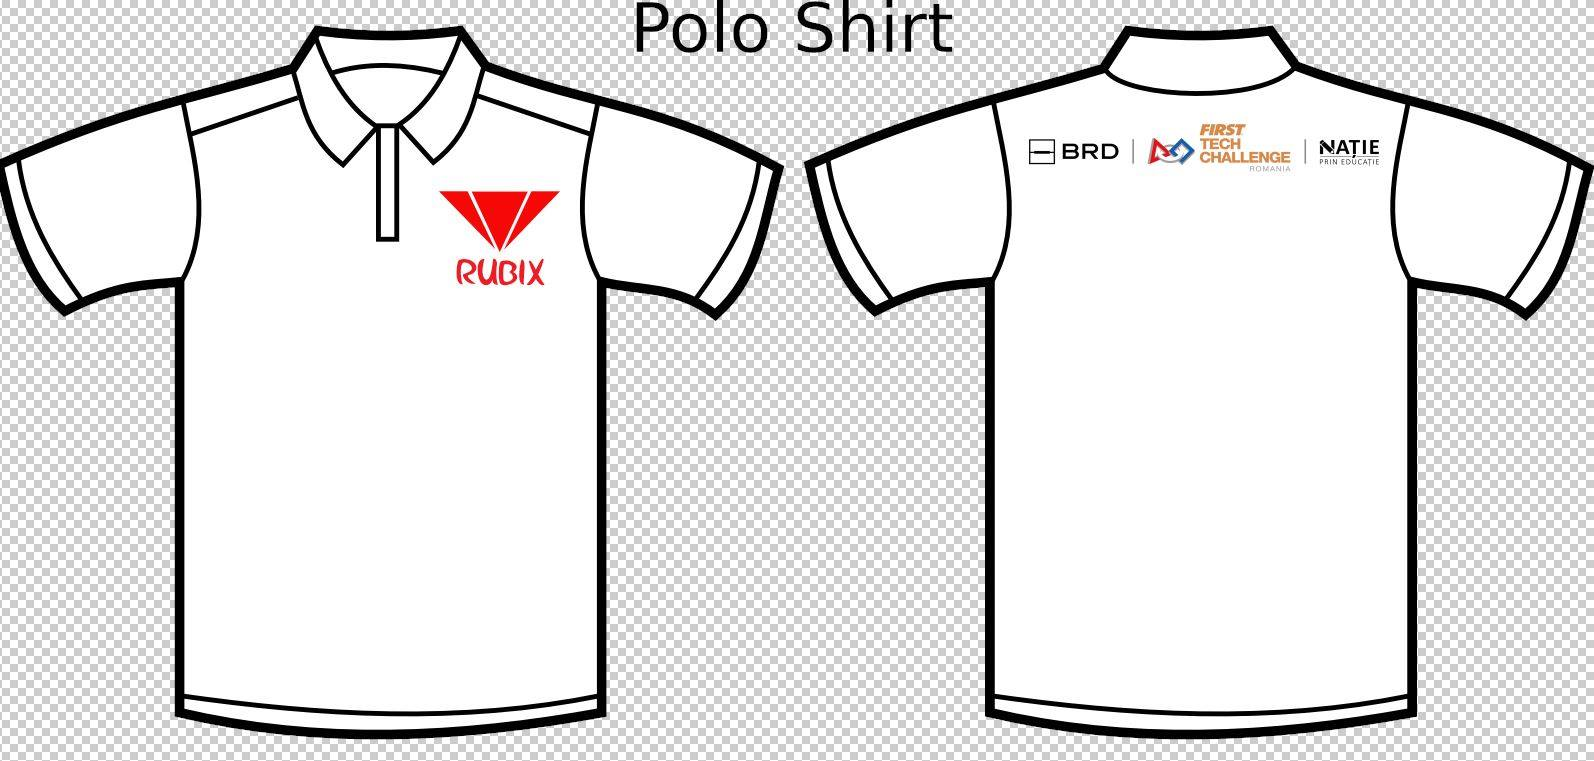 Polo Shirt
RUBIX
BRD
FIRST
TECH
CHALLENGE
ROMANIA
NAȚIE
PRIN EDUCAȚIE